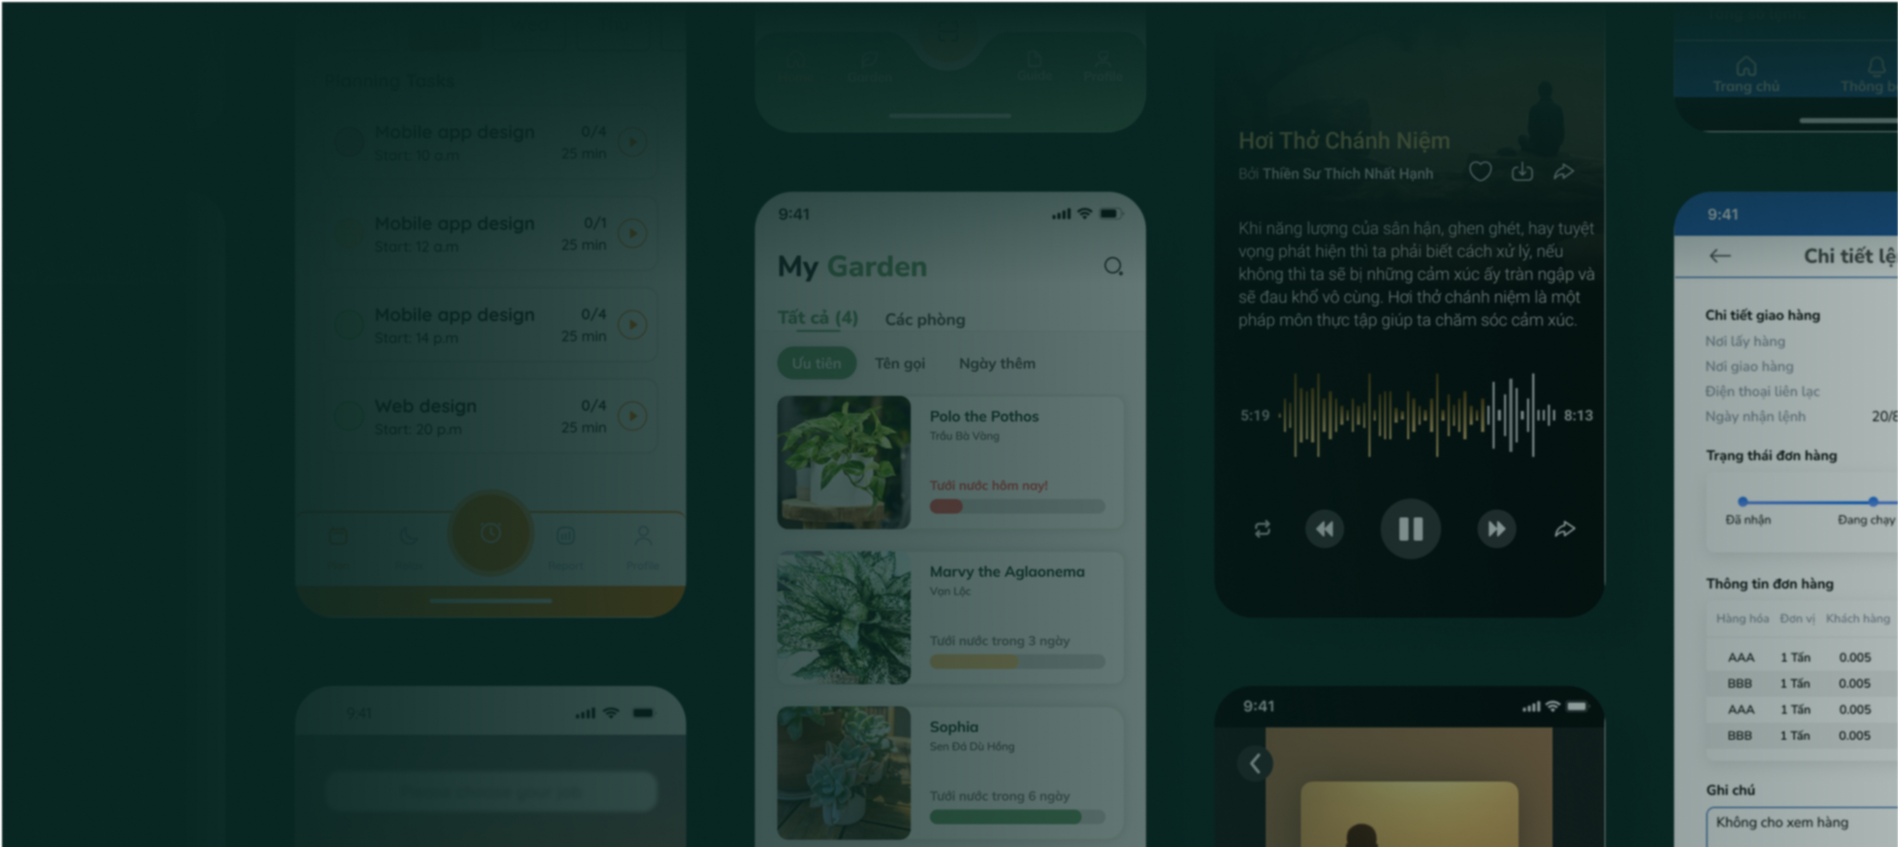 Planning Tasks
Mobile app design
0/4
Start: 10 a.m
25 min
Mobile app design
0/1
Start: 12 a.m
25 min
Mobile app design
0/4
Start: 14 p.m
25 min
Web design
0/4
Start: 20 p.m
25 min
Report
Profile
9:41
Garden
Guide
Profile
9:41
My Garden
Tất cả (4)
Các phòng
Ưu tiên
Tên gọi
Ngày thêm
Polo the Pothos
Trầu Bà Vàng
Tưới nước hôm nay!
Marvy the Aglaonema
Vạn Lộc
Tưới nước trong 3 ngày
Sophia
Sen Đá Dù Hồng
Tưới nước trong 6 ngày
Hơi Thở Chánh Niệm
Bởi Thiền Sư Thích Nhất Hạnh
Khi năng lượng của sân hận, ghen ghét, hay tuyệt
vọng phát hiện thì ta phải biết cách xử lý, nếu
không thì ta sẽ bị những cảm xúc ấy tràn ngập và
sẽ đau khổ vô cùng. Hơi thở chánh niệm là một
pháp môn thực tập giúp ta chăm sóc cảm xúc.
5:19
8:13
9:41
Trang chủ
Thông b
9:41
Chi tiết lệ
Chi tiết giao hàng
Nơi lấy hàng
Nơi giao hàng
Điện thoại liên lạc
Ngày nhận lệnh
20/8
Trạng thái đơn hàng
Đã nhận
Đang chạy
Thông tin đơn hàng
Hàng hóa
Đơn vị
Khách hàng
AAA
1 Tấn
0.005
BBB
1 Tấn
0.005
AAA
1 Tấn
0.005
BBB
1 Tấn
0.005
Ghi chú
Không cho xem hàng